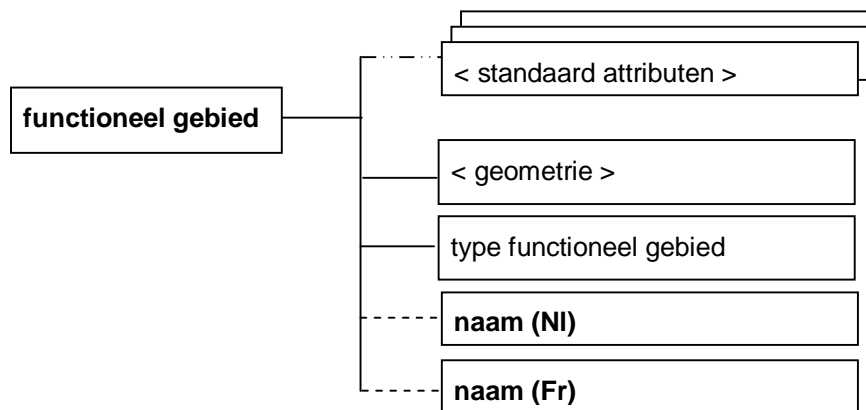 < standaard attributen >
functioneel gebied
< geometrie >
type functioneel gebied
naam (Nl)
naam (Fr)